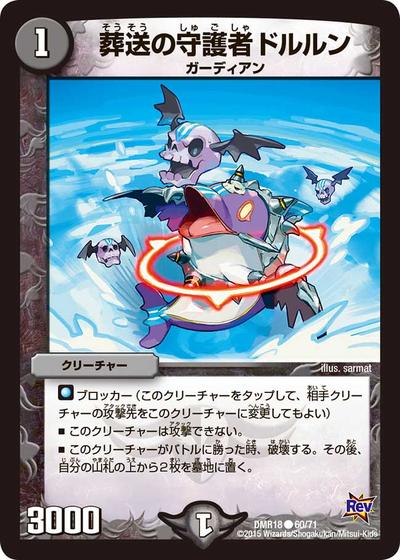 1
葬送の守護者ドルルン
ガーディアン
クリーチャー
illus. sarmat
ブロッカー(このクリーチャーをタップして、相手クリー
チャーの攻撃先をこのクリーチャーに変更してもよい)
■ このクリーチャーは攻撃できない。
■ このクリーチャーがバトルに勝った時、破壊する。その後、
自分の山札の上から2枚を墓地に置く。
Rev
3000
DMR18 ● 60/71
©2015 Wizards/Shogakukan/Mitsui-Kids